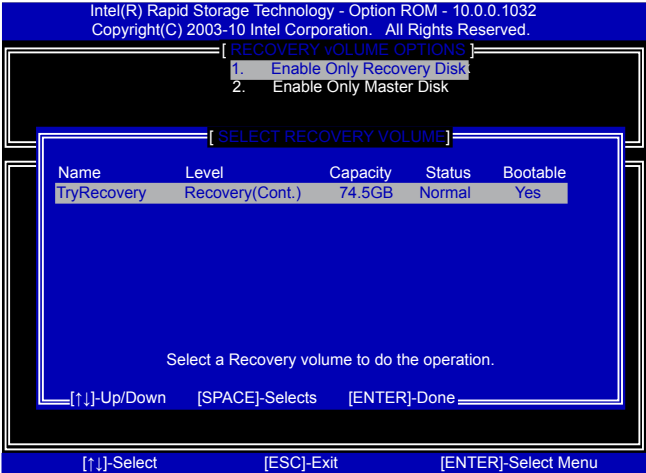 Intel(R) Rapid Storage Technology - Option ROM - 10.0.0.1032
Copyright(C) 2003-10 Intel Corporation. All Rights Reserved.
[ RECOVERY vOLUME OPTIONS ]
1. Enable Only Recovery Disk
2. Enable Only Master Disk
[ SELECT RECOVERY VOLUME]
Name Level Capacity Status Bootable
TryRecovery Recovery(Cont.) 74.5GB Normal Yes
Select a Recovery volume to do the operation.
[↑↓]-Up/Down [SPACE]-Selects [ENTER]-Done
[↑↓]-Select [ESC]-Exit [ENTER]-Select Menu